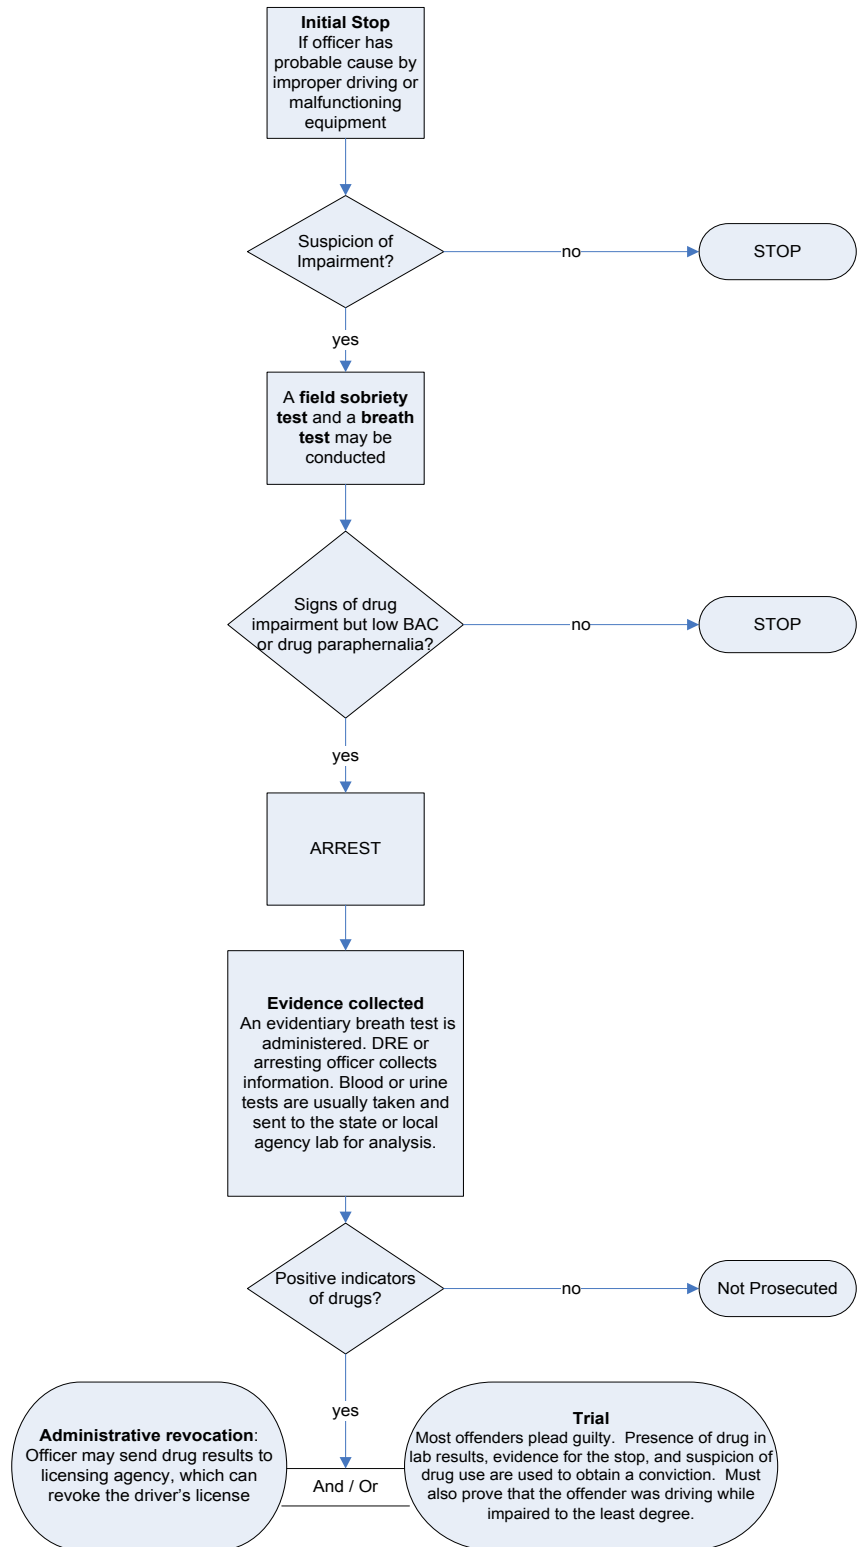 Initial Stop
If officer has
probable cause by
improper driving or
malfunctioning
equipment
Suspicion of
Impairment?
no
STOP
yes
A field sobriety
test and a breath
test may be
conducted
Signs of drug
impairment but low BAC
or drug paraphernalia?
no
STOP
yes
ARREST
Evidence collected
An evidentiary breath test is
administered. DRE or
arresting officer collects
information. Blood or urine
tests are usually taken and
sent to the state or local
agency lab for analysis.
Positive indicators
of drugs?
no
Not Prosecuted
yes
Administrative revocation:
Officer may send drug results to
licensing agency, which can
revoke the driver's license
And / Or
Trial
Most offenders plead guilty.  Presence of drug in
lab results, evidence for the stop, and suspicion of
drug use are used to obtain a conviction.  Must
also prove that the offender was driving while
impaired to the least degree.